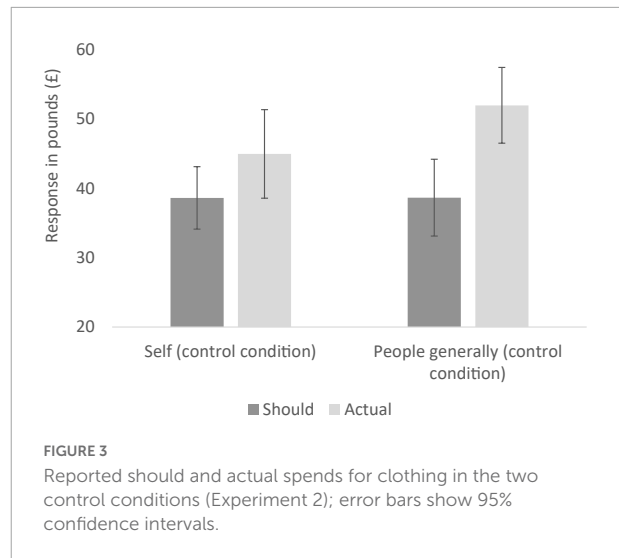 60
50
40
30
20
Response in pounds (£)
Self (control condition)
People generally (control
condition)
Should
Actual
FIGURE 3
Reported should and actual spends for clothing in the two
control conditions (Experiment 2); error bars show 95%
confidence intervals.